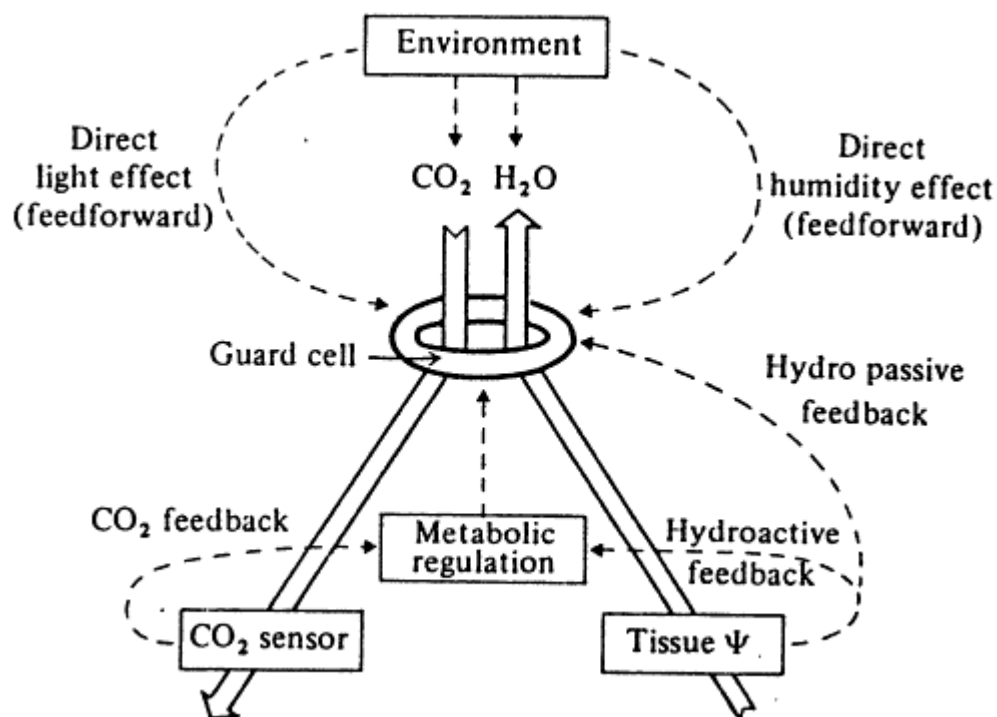 Environment
Direct
light effect
(feedforward)
CO₂ H₂O
Direct
humidity effect
(feedforward)
Guard cell
Hydro passive
feedback
CO₂ feedback
Metabolic
regulation
Hydroactive
feedback
CO₂ sensor
Tissue Ψ